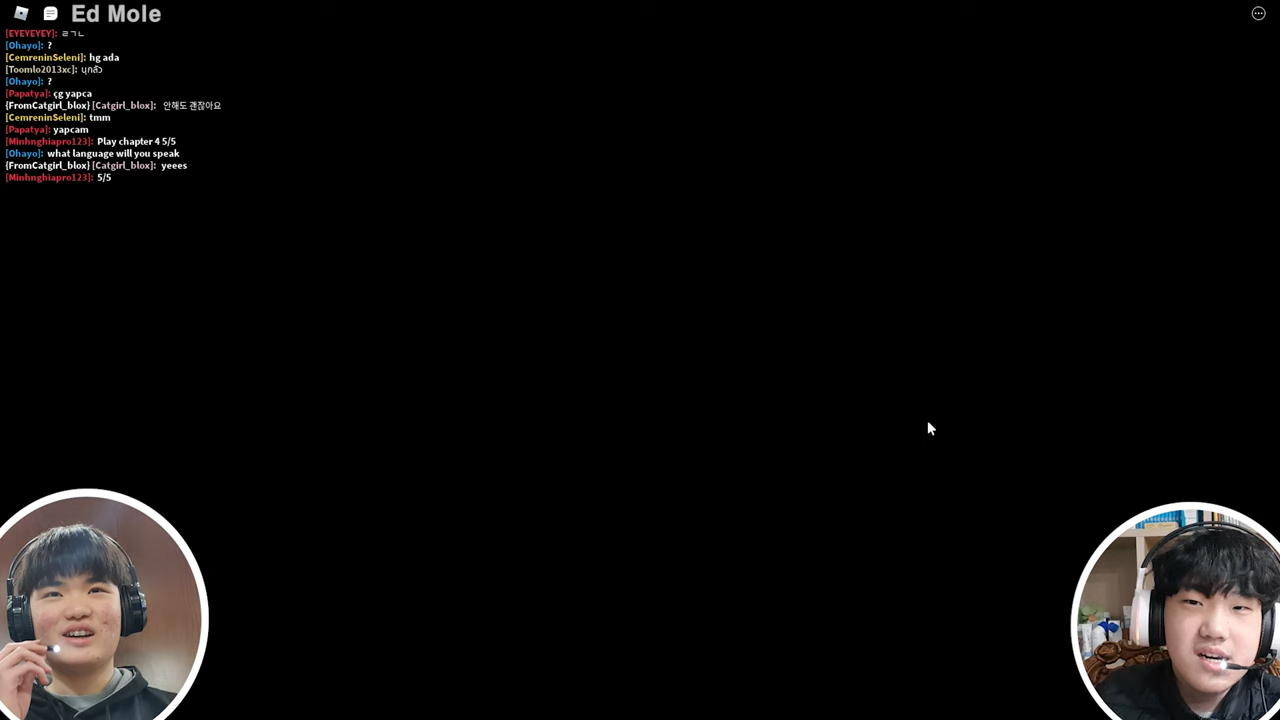 Ed Mole
[EYEYEYEY]: ㄹㄱㄴ
[Ohayo]: ?
[CemreninSeleni]: hg ada
[Toomlo2013xc]: นุกลัว
[Ohayo]: ?
[Papatya]: çg yapca
{FromCatgirl_blox} [Catgirl_blox]: 안해도 괜찮아요
[CemreninSeleni]: tmm
[Papatya]: yapcam
[Minhnghiapro123]: Play chapter 4 5/5
[Ohayo]: what language will you speak
{FromCatgirl_blox} [Catgirl_blox]: yeees
[Minhnghiapro123]: 5/5